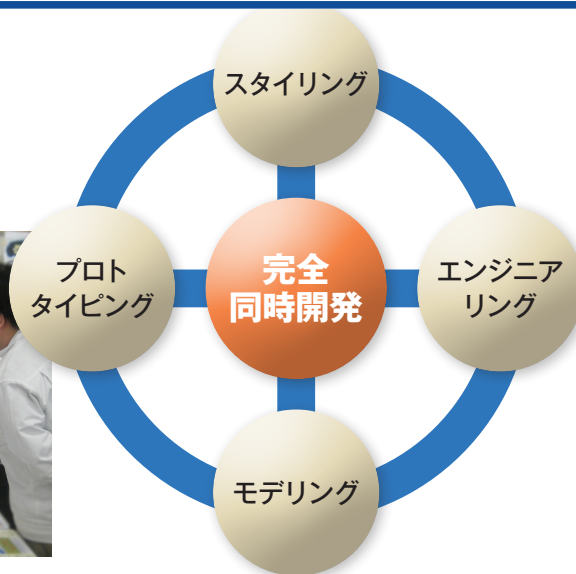 スタイリング
プロト
タイピング
完全
同時開発
エンジニア
リング
モデリング